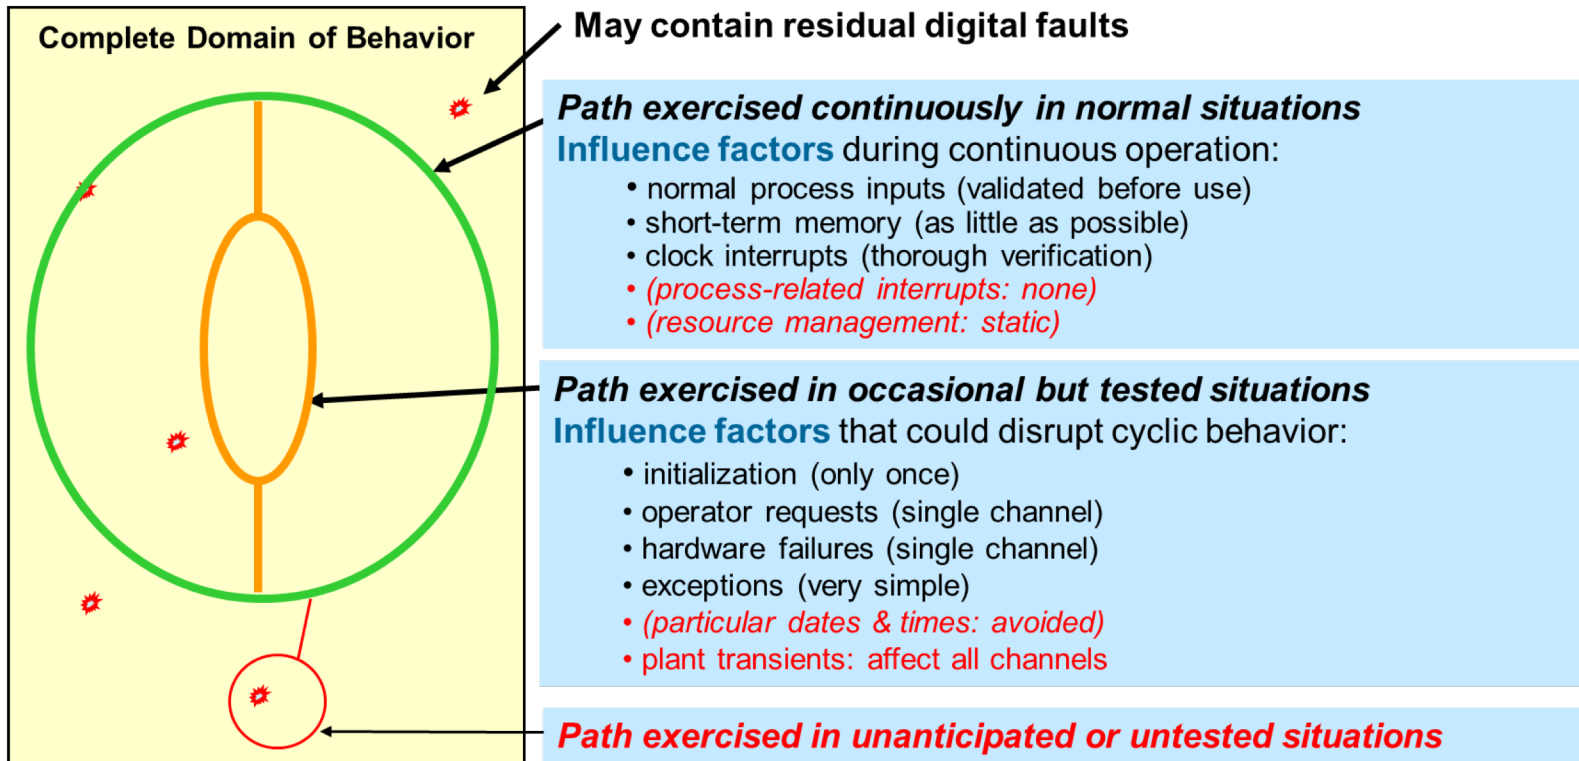 Complete Domain of Behavior
May contain residual digital faults
Path exercised continuously in normal situations
Influence factors during continuous operation:
• normal process inputs (validated before use)
• short-term memory (as little as possible)
• clock interrupts (thorough verification)
• (process-related interrupts: none)
• (resource management: static)
Path exercised in occasional but tested situations
Influence factors that could disrupt cyclic behavior:
• initialization (only once)
• operator requests (single channel)
• hardware failures (single channel)
• exceptions (very simple)
• (particular dates & times: avoided)
• plant transients: affect all channels
Path exercised in unanticipated or untested situations